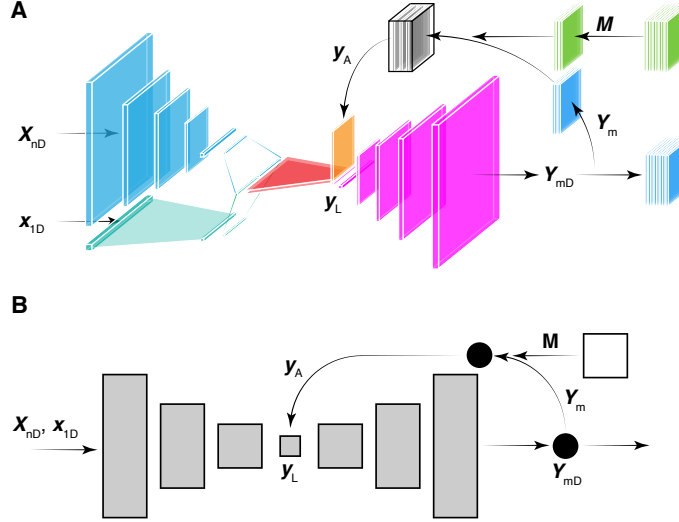 A
M
y_A
X_nD
Y_m
Y_mD
x_1D
y_L
B
M
y_A
Y_m
X_nD, x_1D
y_L
Y_mD